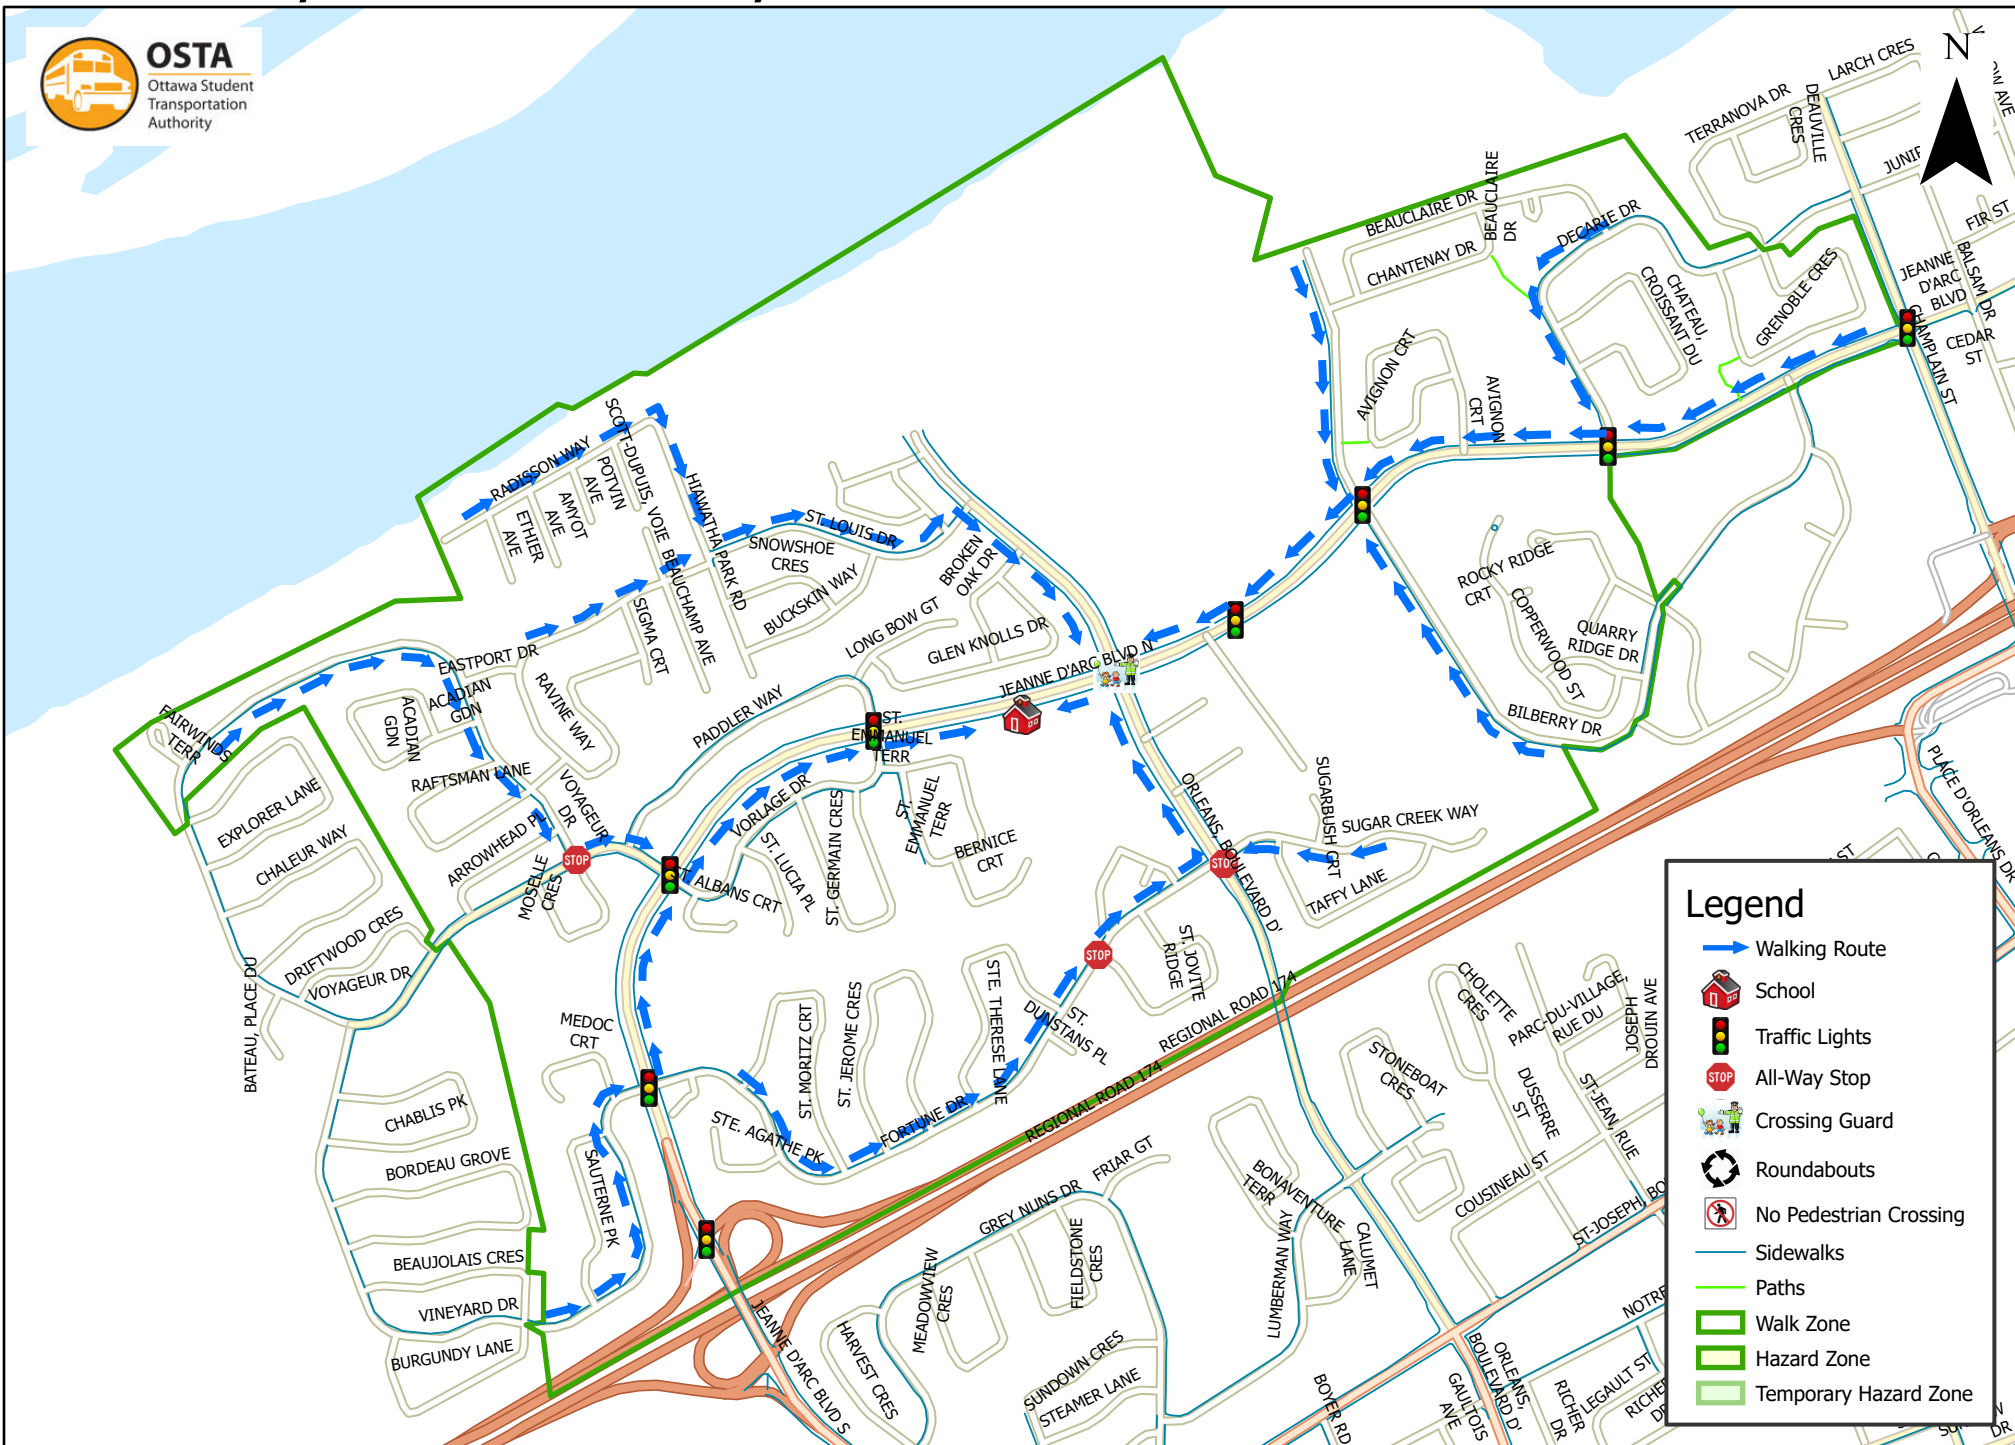 OSTA
Ottawa Student
Transportation
Authority
N
LARCH CRES
TERRANOVA DR
DEAUVILLE
CRES
FIR ST
BALSAM DR
JEANNE
D'ARC
BLVD
CEDAR
ST
CHAMPLAIN ST
BEAUCLAIRE DR
BEAUCLAIRE
DR
CHANTENAY DR
DECARIE DR
CHATEAU,
CROISSANT DU
GRENOBLE CRES
AVIGNON CRT
AVIGNON
CRT
RADISSON WAY
SCOTT-DUPUIS, VOIE
POTVIN
AVE
AMYOT
AVE
ETHIER
AVE
HIAWATHA PARK RD
ST. LOUIS DR
SNOWSHOE
CRES
BUCKSKIN WAY
BEAUCHAMP AVE
SIGMA CRT
BROKEN
OAK DR
LONG BOW GT
GLEN KNOLLS DR
EASTPORT DR
ACADIAN
GDN
ACADIAN
GDN
RAVINE WAY
FAIRWINDS
TERR
RAFTSMAN LANE
PADDLER WAY
JEANNE D'ARC BLVD N
ST.
EMMANUEL
TERR
ROCKY RIDGE
CRT
COPPERWOOD ST
QUARRY
RIDGE DR
BILBERRY DR
EXPLORER LANE
CHALEUR WAY
DRIFTWOOD CRES
VOYAGEUR DR
VOYAGEUR
DR
ARROWHEAD PL
MOSELLE
CRES
STOP
VORLAGE DR
ST. ALBANS CRT
ST. LUCIA PL
ST. GERMAIN CRES
ST.
EMMANUEL
TERR
BERNICE
CRT
ORLEANS, BOULEVARD D'
STOP
SUGARBUSH CRT
SUGAR CREEK WAY
TAFFY LANE
PLACE D'ORLEANS DR
BATEAU, PLACE DU
STOP
ST. JOVITE
RIDGE
STE. THERESE LANE
ST.
DUNSTANS PL
ST. JEROME CRES
ST. MORITZ CRT
MEDOC
CRT
STE. AGATHE PK
FORTUNE DR
REGIONAL ROAD 174
REGIONAL ROAD 174
CHABLIS PK
BORDEAU GROVE
BEAUJOLAIS CRES
VINEYARD DR
BURGUNDY LANE
SAUTERNE PK
CHOLETTE
CRES
PARC-DU-VILLAGE,
RUE DU
JOSEPH
DROUIN AVE
STONEBOAT
CRES
DUSSERRE
ST
ST-JEAN, RUE
COUSINEAU ST
FRIAR GT
GREY NUNS DR
FIELDSTONE
CRES
MEADOWVIEW
CRES
HARVEST CRES
JEANNE D'ARC BLVD S
SUNDOWN CRES
STEAMER LANE
BONAVENTURE
TERR
LUMBERMAN WAY
CALUMET
LANE
BOYER RD
ORLEANS,
BOULEVARD D'
GAULTOIS
AVE
RICHER
DR
LEGAULT ST
Legend
Walking Route
School
Traffic Lights
STOP
All-Way Stop
Crossing Guard
Roundabouts
No Pedestrian Crossing
Sidewalks
Paths
Walk Zone
Hazard Zone
Temporary Hazard Zone